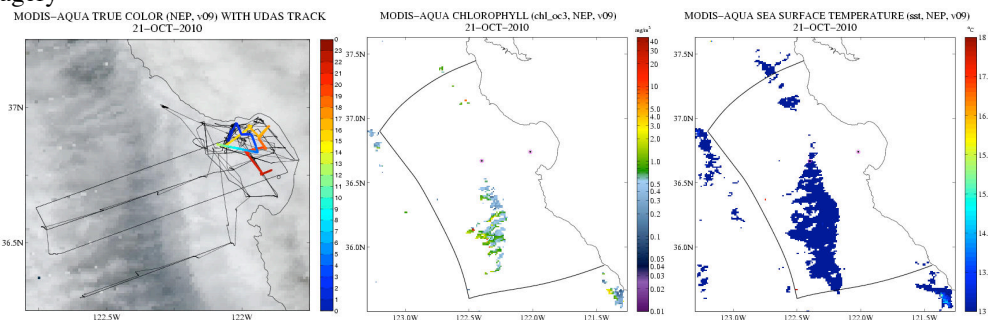 agery
MODIS-AQUA TRUE COLOR (NEP, v09) WITH UDAS TRACK
21-OCT-2010
37N
36.5N
122.5W
122W
0
23
22
21
20
19
18
17
16
15
14
13
12
11
10
9
8
7
6
5
4
3
2
1
0
MODIS-AQUA CHLOROPHYLL (chl_oc3, NEP, v09)
21-OCT-2010
mg/m³
37.5N
37.0N
36.5N
36.0N
123.0W
122.5W
122.0W
121.5W
40
30
20
10
5.0
4.0
3.0
2.0
1.0
0.5
0.4
0.3
0.2
0.1
0.05
0.04
0.03
0.02
0.01
MODIS-AQUA SEA SURFACE TEMPERATURE (sst, NEP, v09)
21-OCT-2010
°C
37.5N
37.0N
36.5N
36.0N
123.0W
122.5W
122.0W
121.5W
18
17.
16.
15.
14.
13.
13